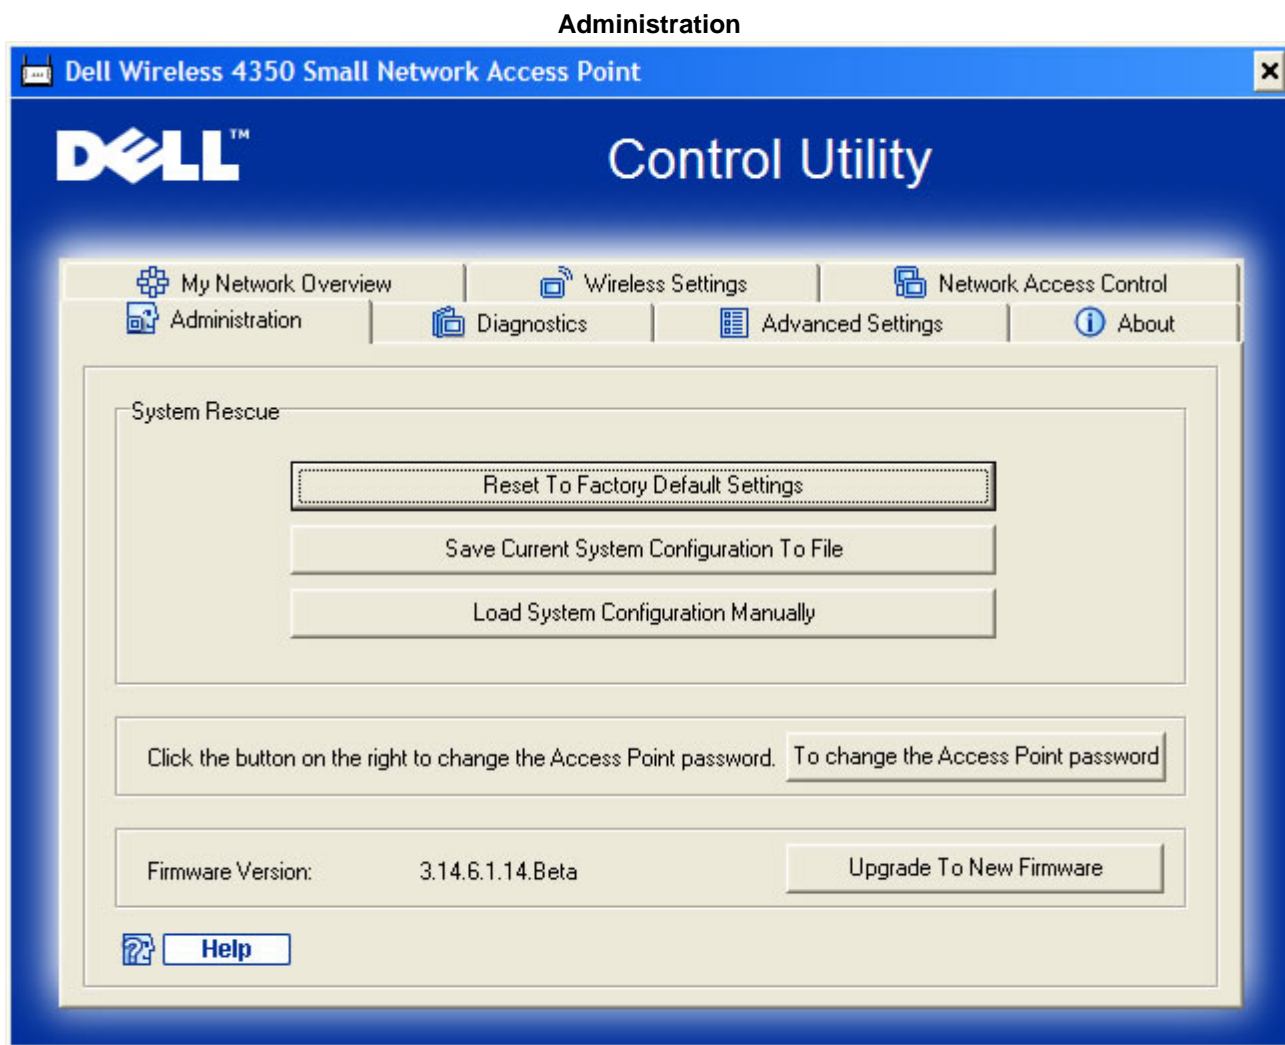 Administration
Dell Wireless 4350 Small Network Access Point
DELL™
Control Utility
My Network Overview
Wireless Settings
Network Access Control
Administration
Diagnostics
Advanced Settings
About
System Rescue
Reset To Factory Default Settings
Save Current System Configuration To File
Load System Configuration Manually
Click the button on the right to change the Access Point password.
To change the Access Point password
Firmware Version:
3.14.6.1.14.Beta
Upgrade To New Firmware
Help